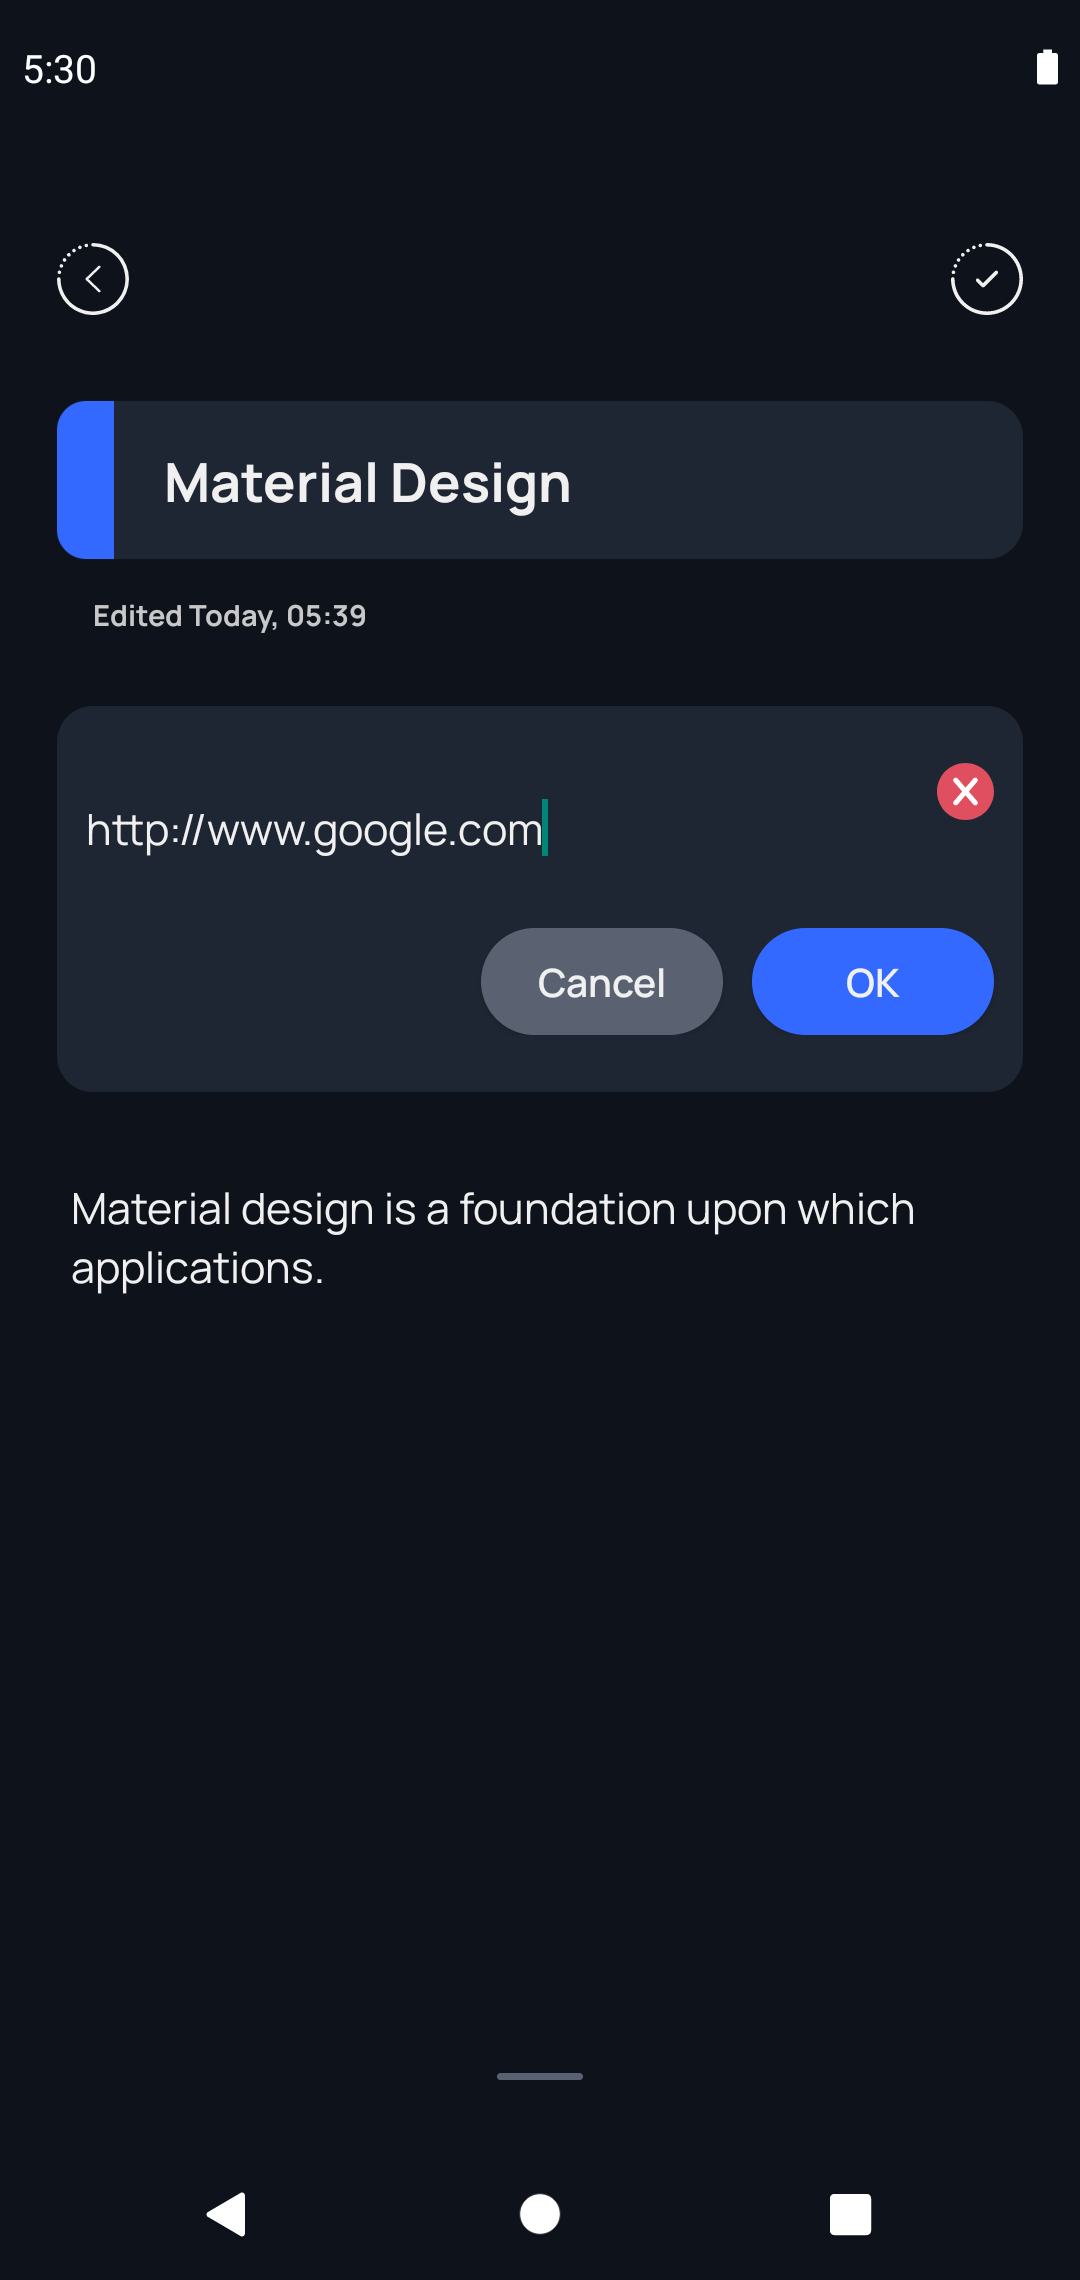 5:30
Material Design
Edited Today, 05:39
http://www.google.com
Cancel
OK
Material design is a foundation upon which
applications.